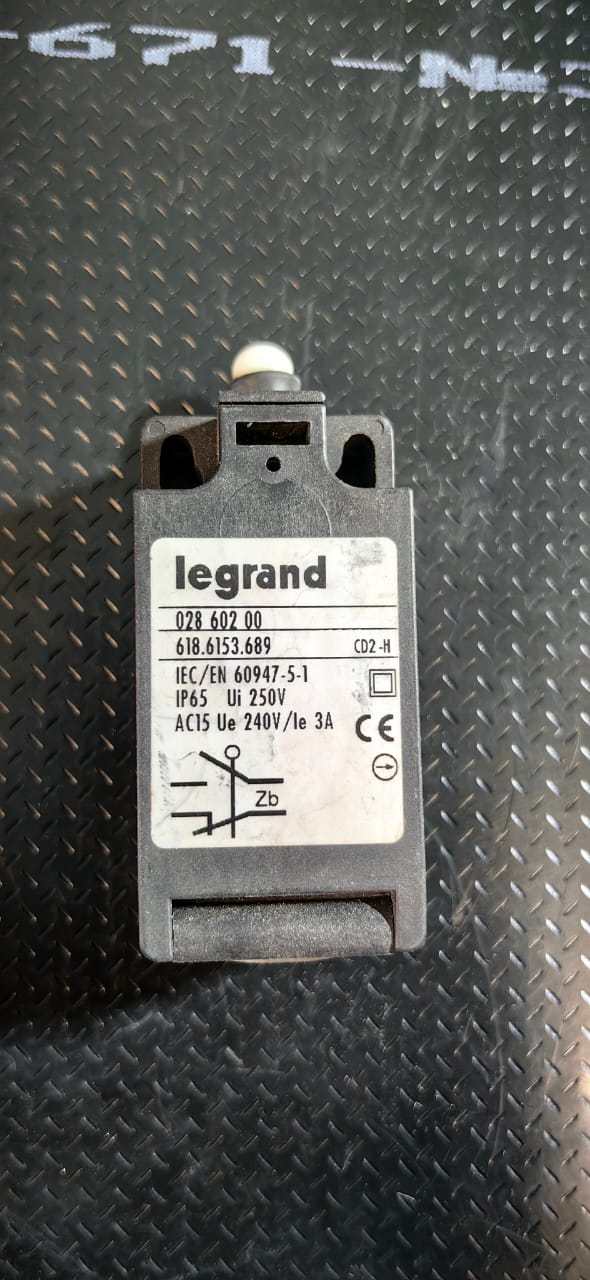 -671 -№
legrand
028 602 00
618.6153.689 CD2-H
IEC/EN 60947-5-1
IP65 Ui 250V
AC15 Ue 240V/Ie 3A
CE
Zb